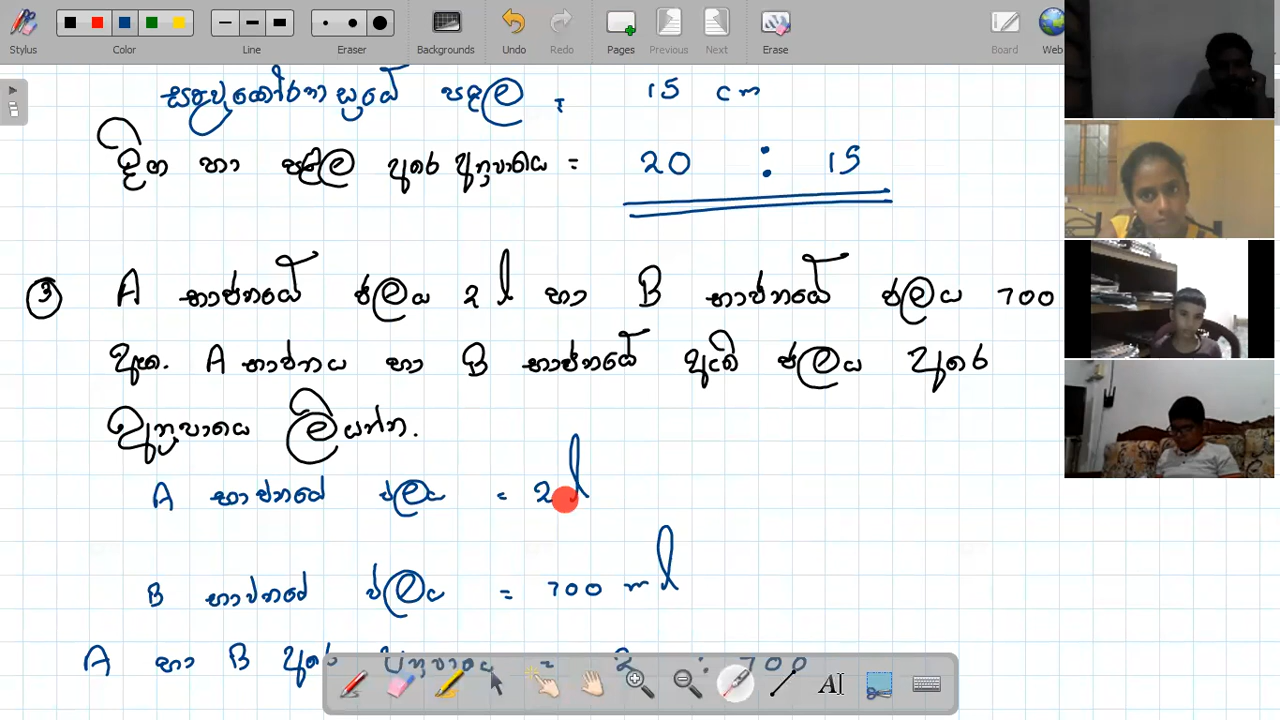 Stylus Color Line Eraser Backgrounds Undo Redo Pages Previous Next Erase Board Web
සෘජුකෝරනාස්‍රයේ පළල = 15 cm
දිග හා පළල අතර අනුපාතය = 20 : 15
③ A භාජනයේ ජලය 2 l හා B භාජනයේ ජලය 700
ඇත. A භාජනය හා B භාජනයේ ඇති ජලය අතර
අනුපාතය ලියන්න.
A භාජනයේ ජලය = 2 l
B භාජනයේ ජලය = 700 ml
A හා B අතර අනුපාතය = 2 : 700